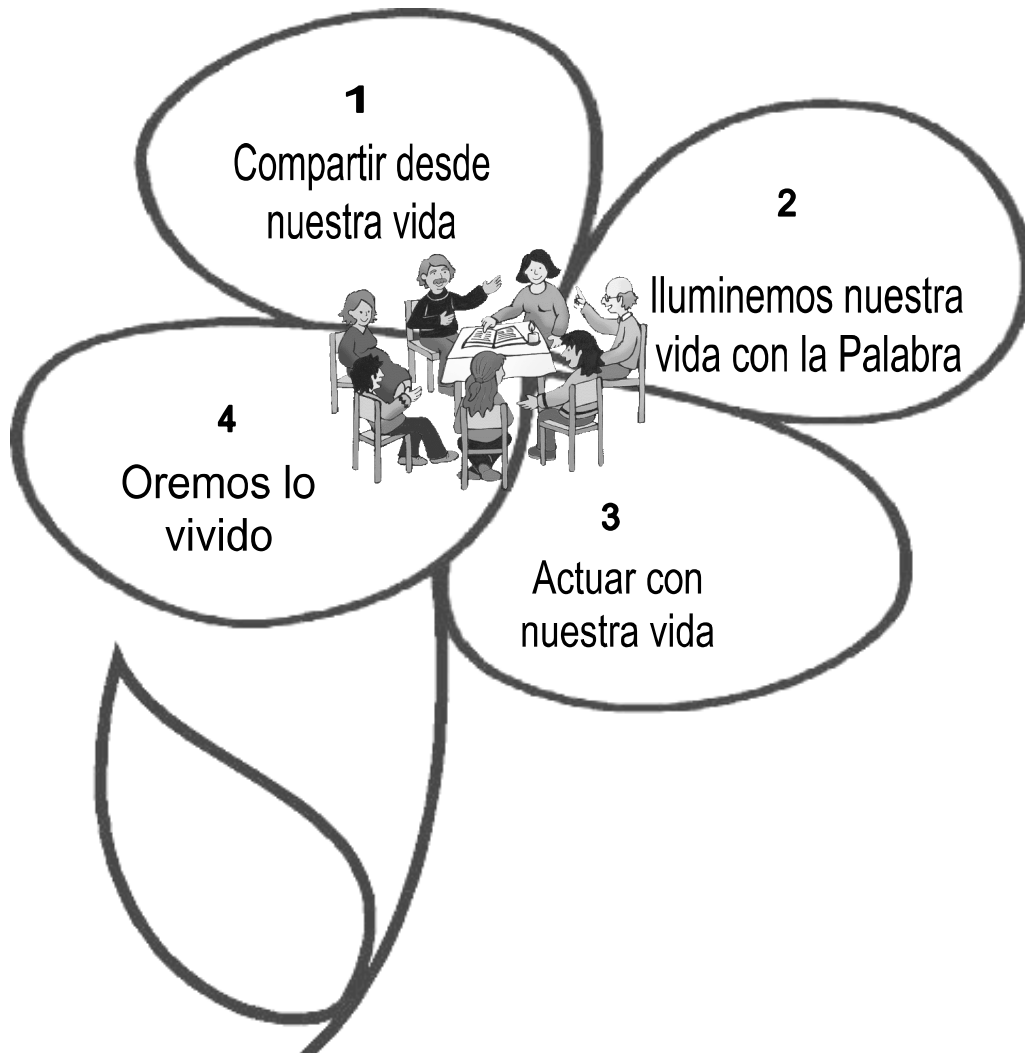 1
Compartir desde
nuestra vida
2
Iluminemos nuestra
vida con la Palabra
3
Actuar con
nuestra vida
4
Oremos lo
vivido